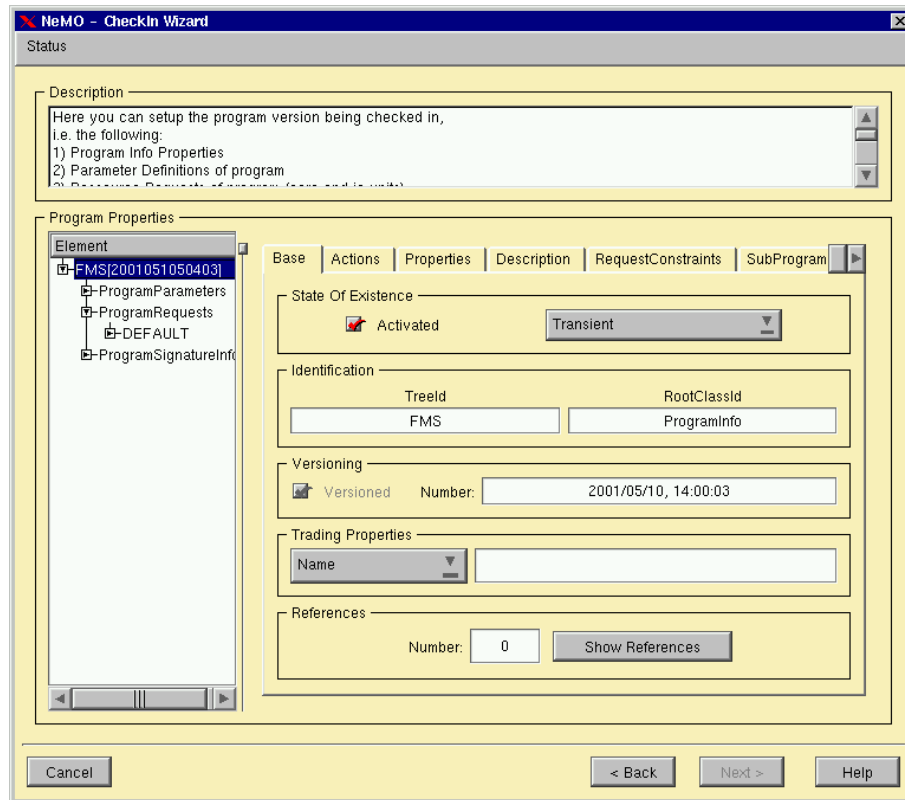 NeMO - CheckIn Wizard
Status
Description
Here you can setup the program version being checked in,
i.e. the following:
1) Program Info Properties
2) Parameter Definitions of program
Program Properties
Element
FMS[2001051050403]
ProgramParameters
ProgramRequests
DEFAULT
ProgramSignatureInfo
Base Actions Properties Description RequestConstraints SubProgram
State Of Existence
Activated Transient
Identification
TreeId RootClassId
FMS ProgramInfo
Versioning
Versioned Number: 2001/05/10, 14:00:03
Trading Properties
Name
References
Number: 0 Show References
Cancel < Back Next > Help